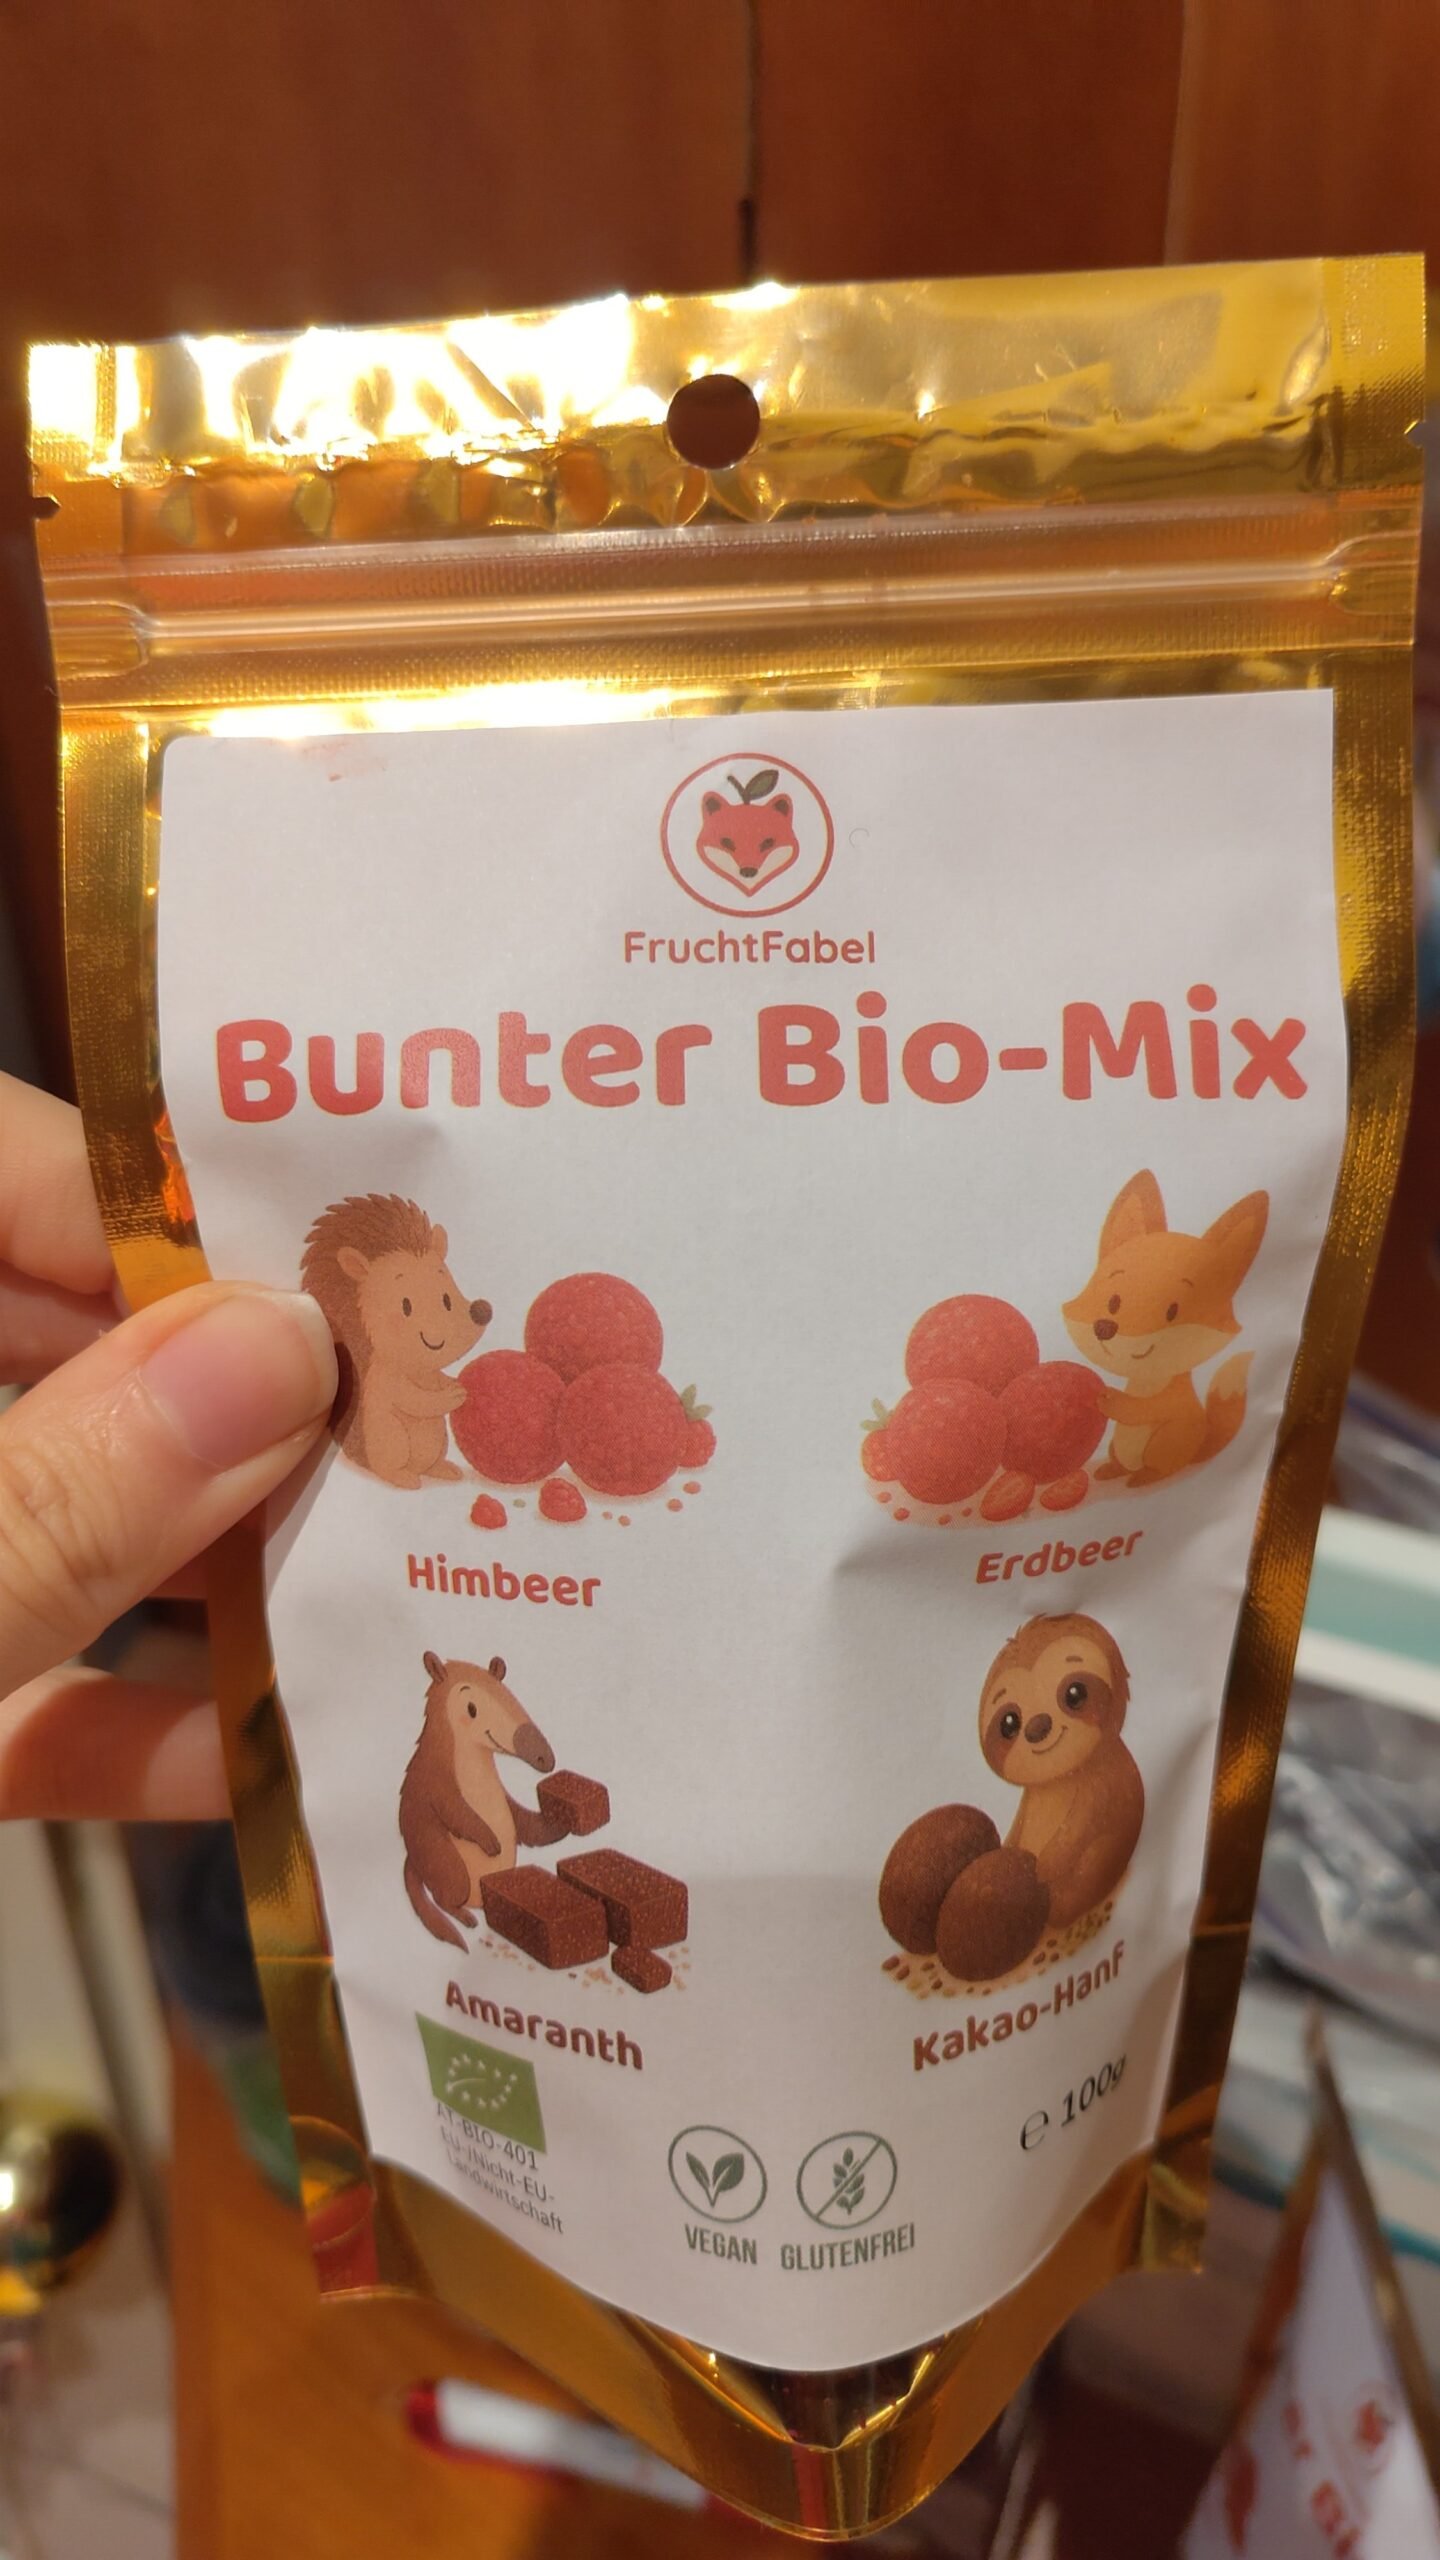 FruchtFabel
Bunter Bio-Mix
Himbeer
Erdbeer
Amaranth
Kakao-Hanf
AT-BIO-401
EU-/Nicht-EU-
Landwirtschaft
℮ 100g
VEGAN
GLUTENFREI